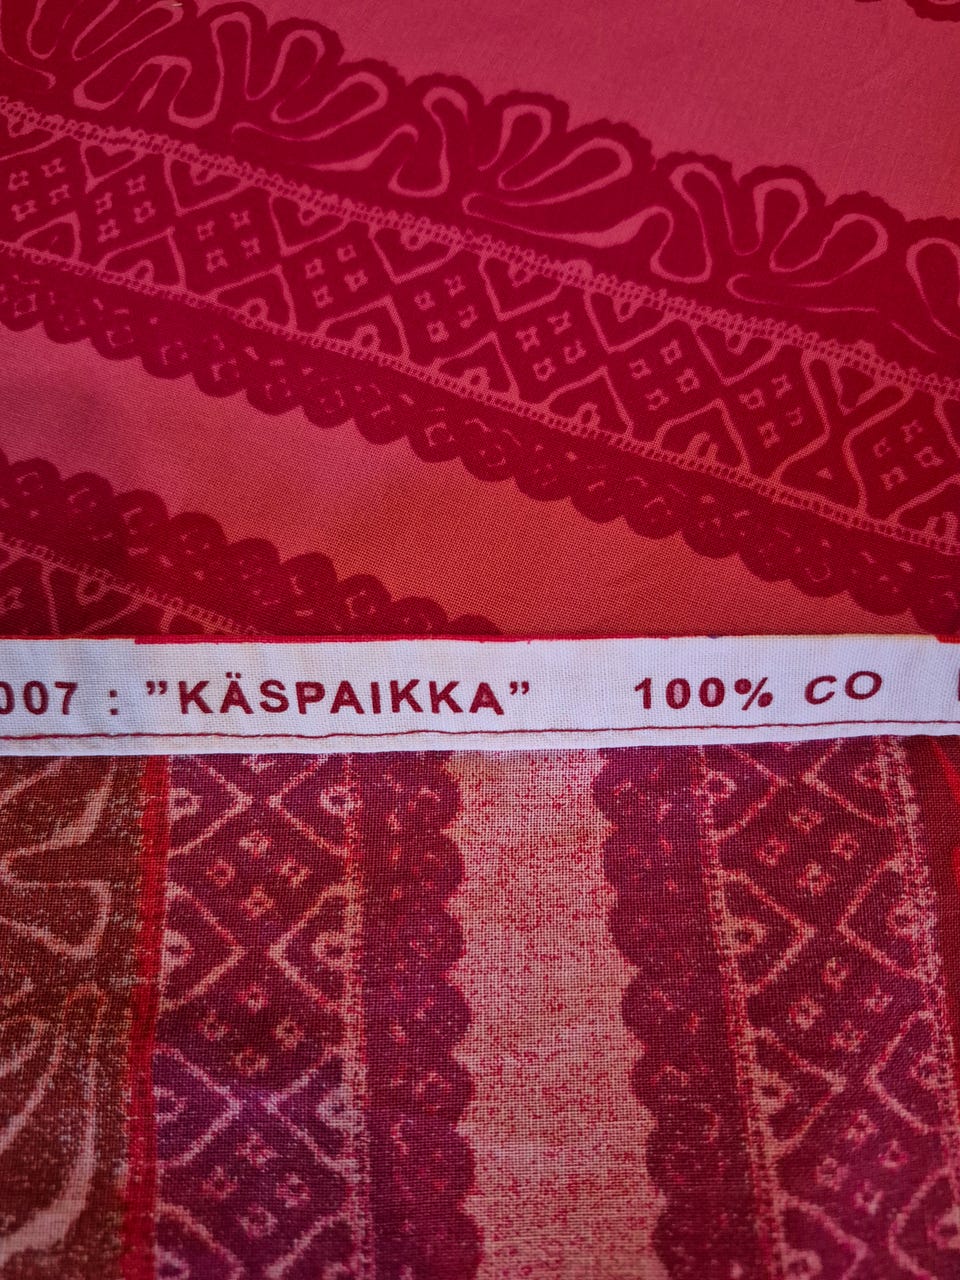 007 : ”KÄSPAIKKA” 100% CO